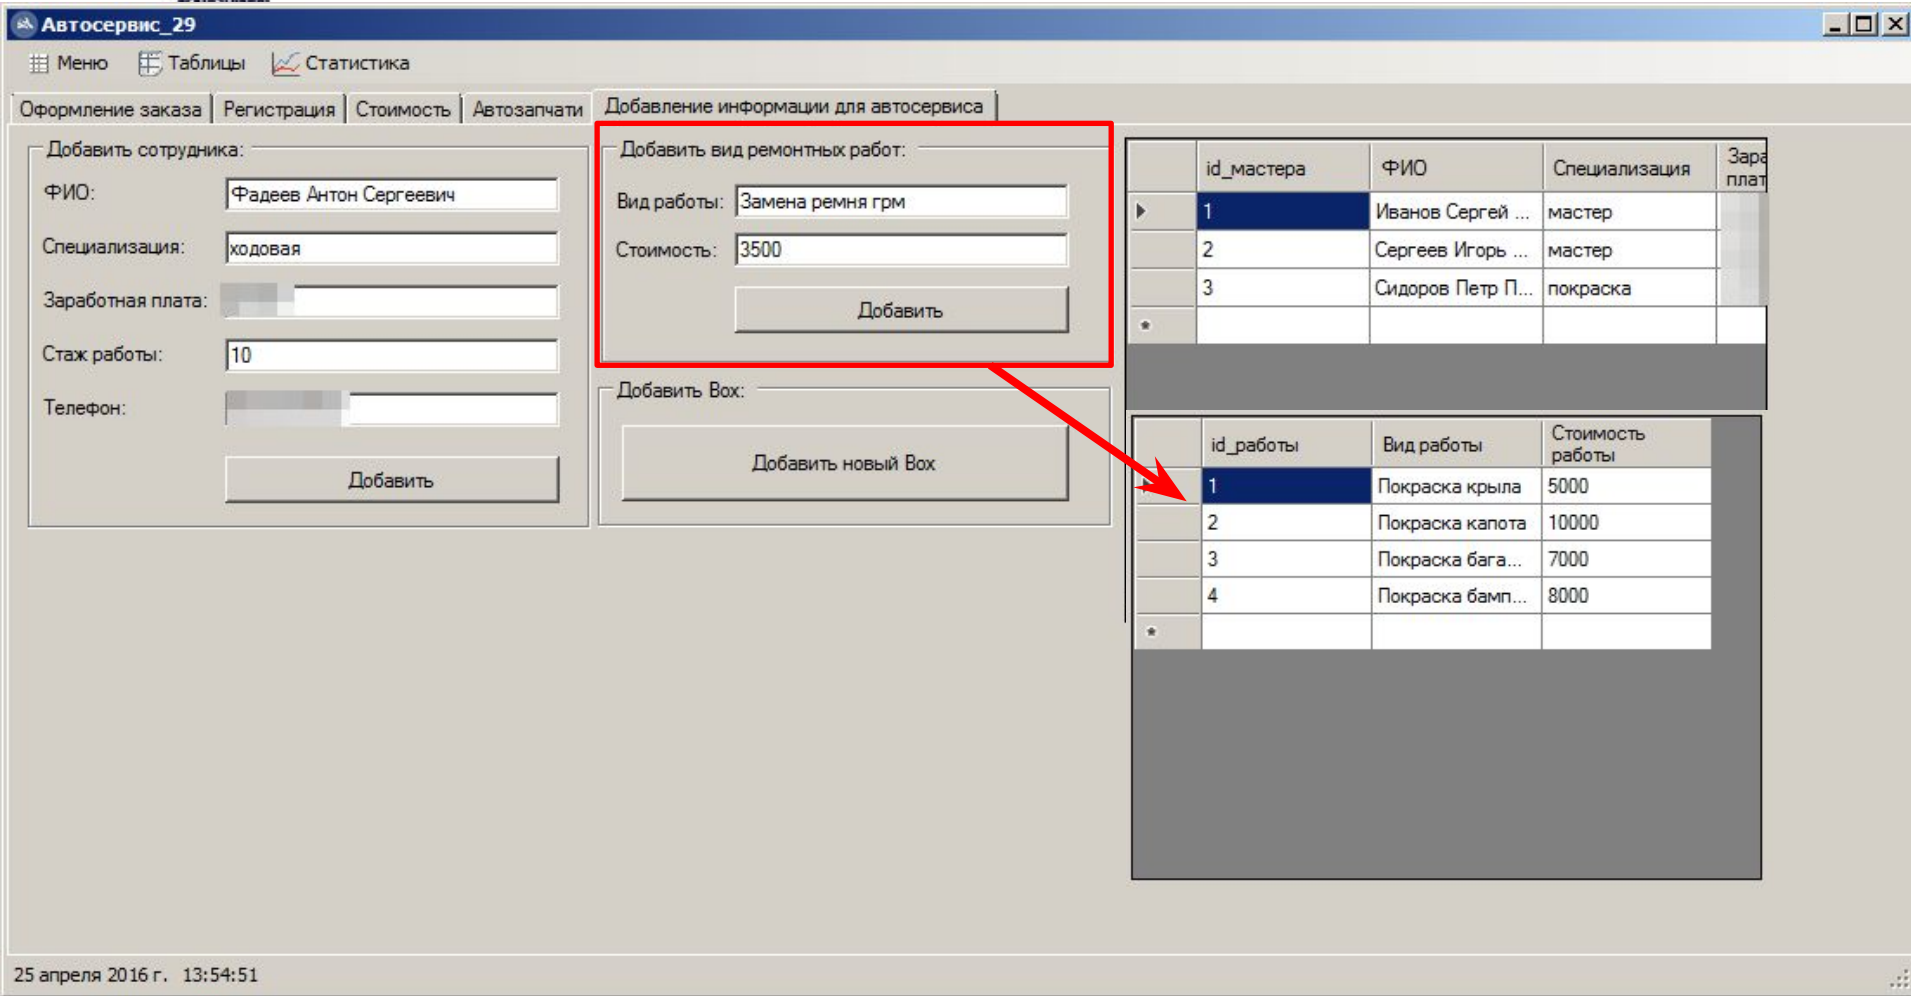 Автосервис_29
Меню Таблицы Статистика
Оформление заказа Регистрация Стоимость Автозапчати Добавление информации для автосервиса
Добавить сотрудника:
ФИО: Фадеев Антон Сергеевич
Специализация: ходовая
Заработная плата:
Стаж работы: 10
Телефон:
Добавить
Добавить вид ремонтных работ:
Вид работы: Замена ремня грм
Стоимость: 3500
Добавить
Добавить Box:
Добавить новый Box
id_мастера ФИО Специализация
1 Иванов Сергей ... мастер
2 Сергеев Игорь ... мастер
3 Сидоров Петр П... покраска
id_работы Вид работы Стоимость работы
1 Покраска крыла 5000
2 Покраска капота 10000
3 Покраска бага... 7000
4 Покраска бамп... 8000
25 апреля 2016 г. 13:54:51